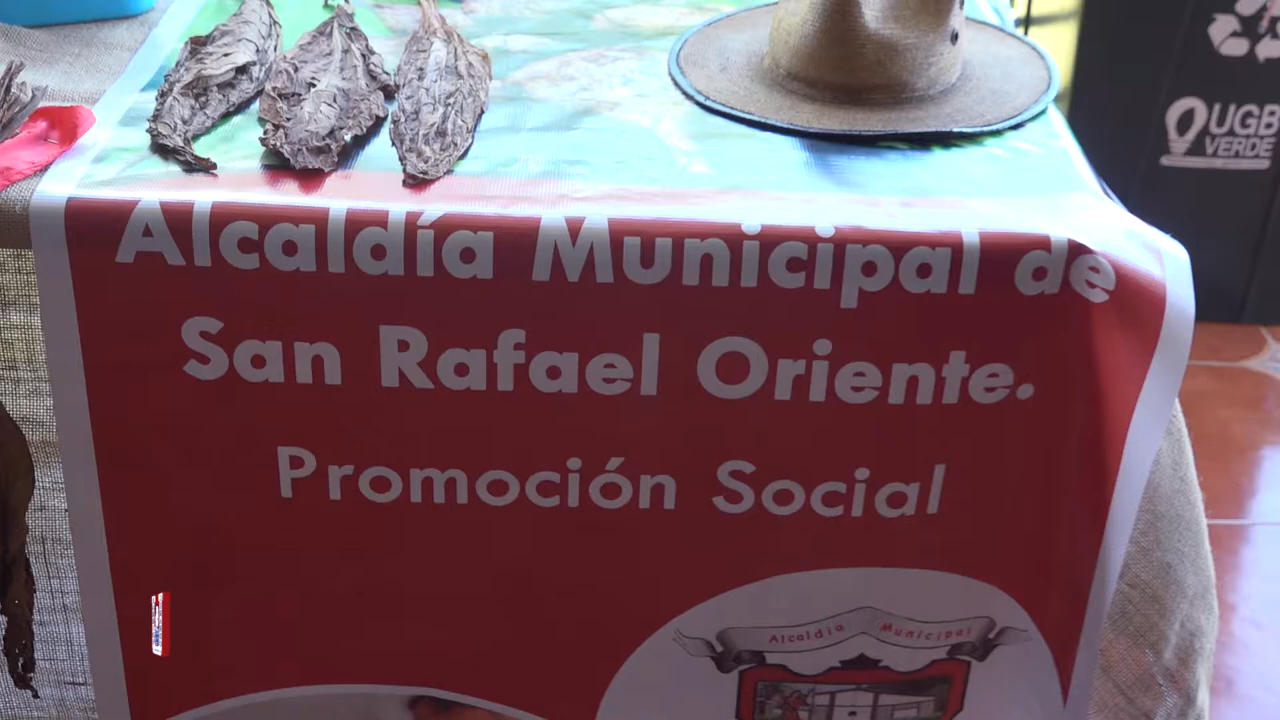 UGB
VERDE
Alcaldía Municipal de
San Rafael Oriente.
Promoción Social
Alcaldía Municipal